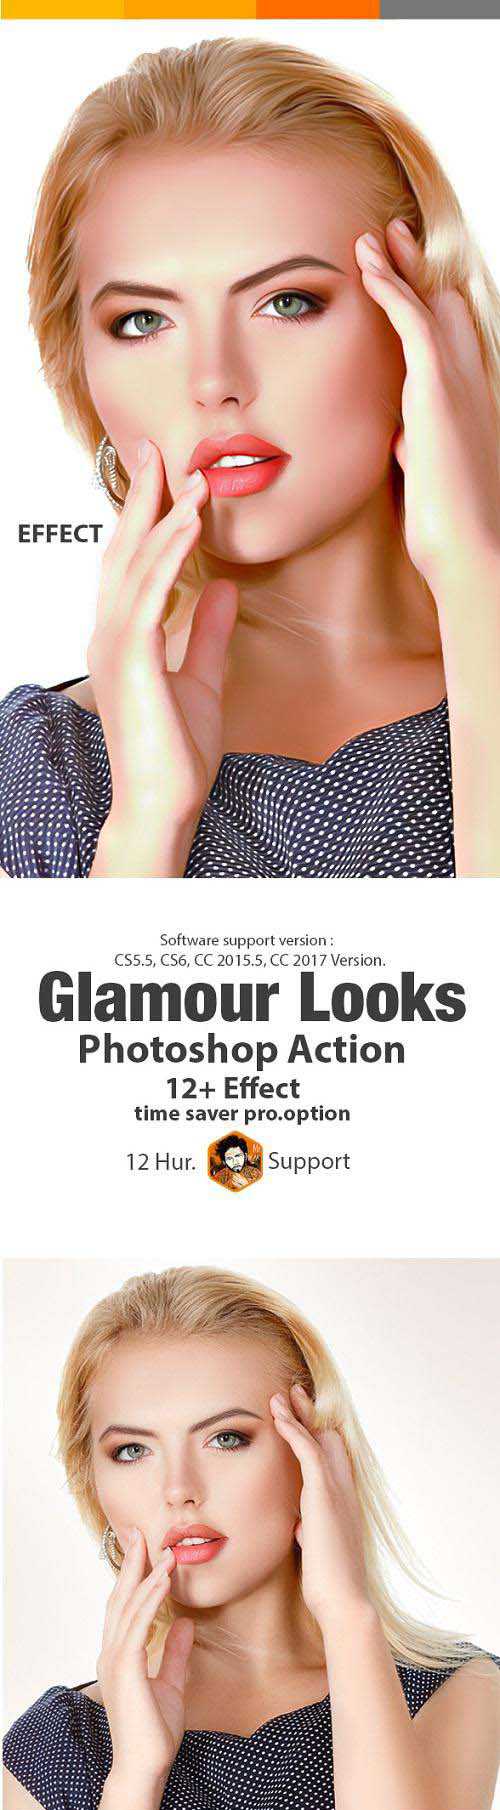 EFFECT
Software support version :
CS5.5, CS6, CC 2015.5, CC 2017 Version.
Glamour Looks
Photoshop Action
12+ Effect
time saver pro.option
12 Hur. Support